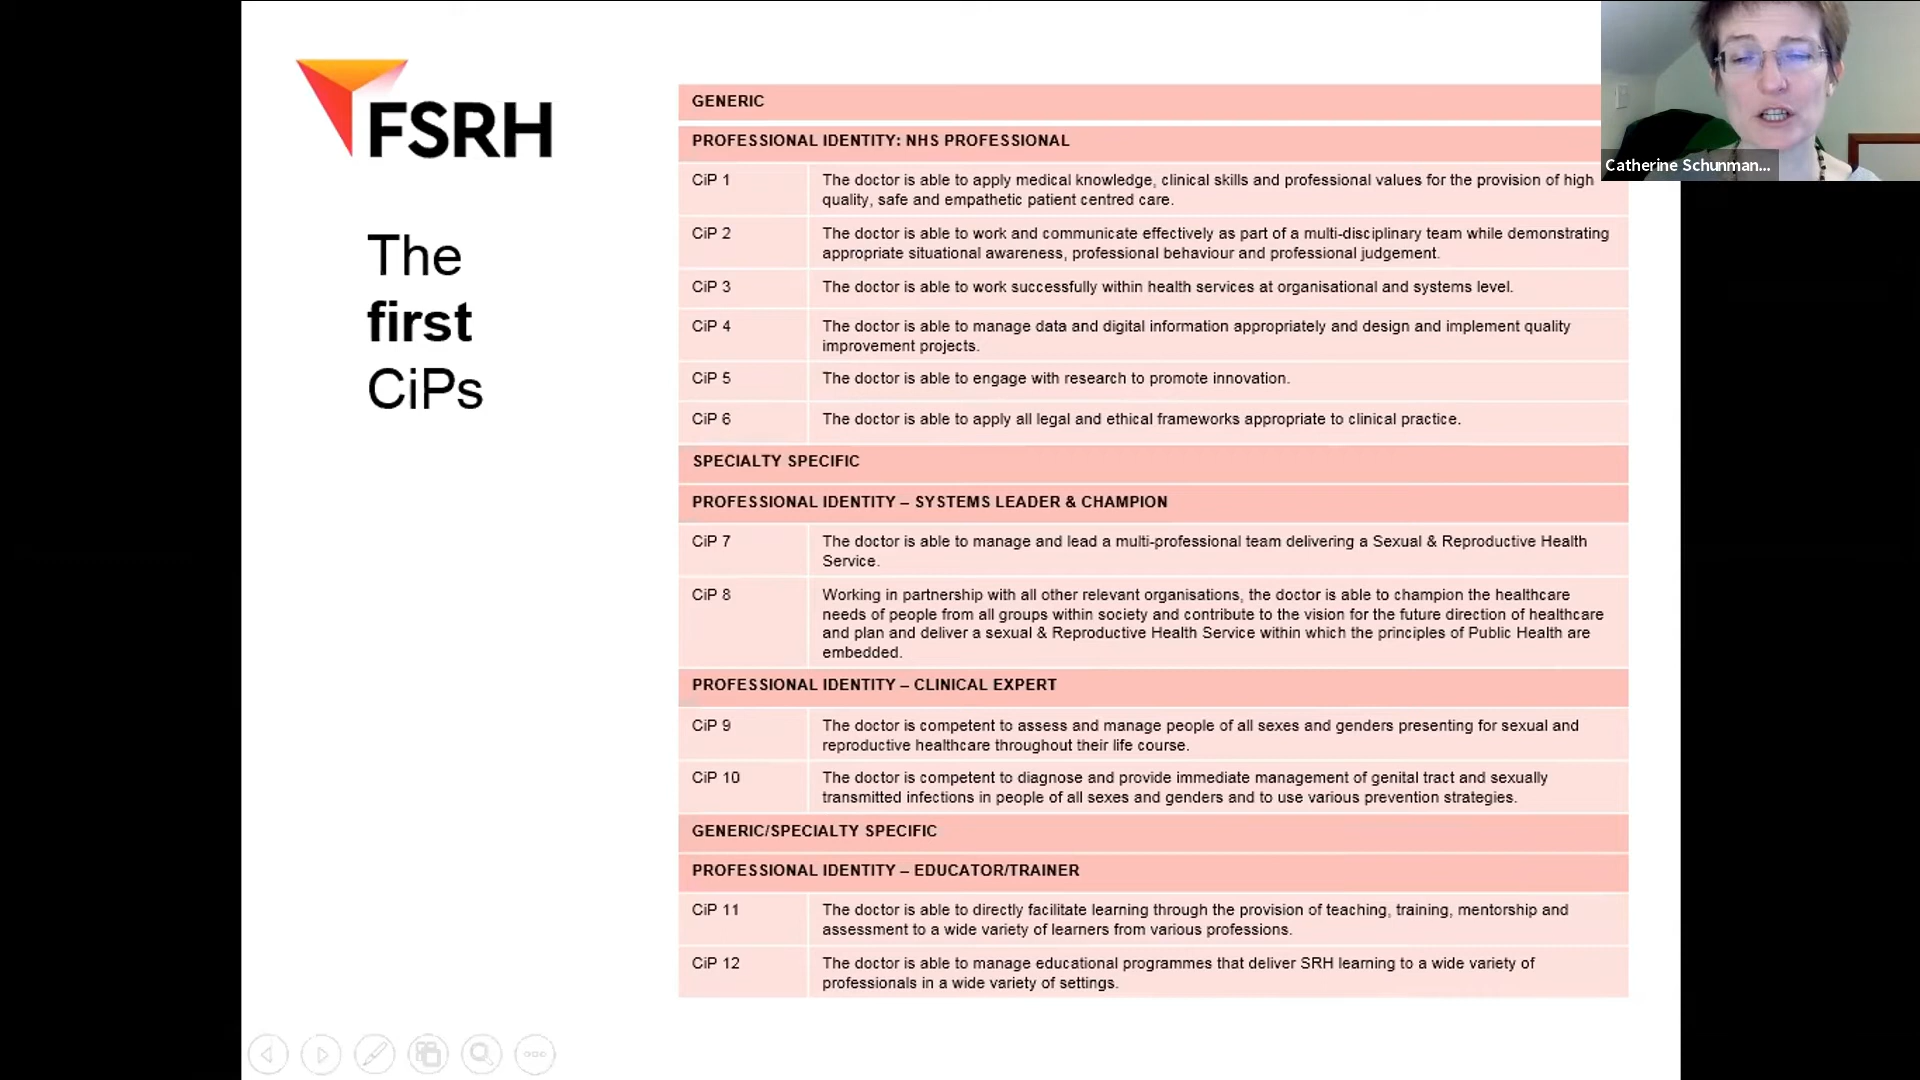 FSRH
The
first
CiPs
GENERIC
PROFESSIONAL IDENTITY: NHS PROFESSIONAL
CiP 1 The doctor is able to apply medical knowledge, clinical skills and professional values for the provision of high
quality, safe and empathetic patient centred care.
CiP 2 The doctor is able to work and communicate effectively as part of a multi-disciplinary team while demonstrating
appropriate situational awareness, professional behaviour and professional judgement.
CiP 3 The doctor is able to work successfully within health services at organisational and systems level.
CiP 4 The doctor is able to manage data and digital information appropriately and design and implement quality
improvement projects.
CiP 5 The doctor is able to engage with research to promote innovation.
CiP 6 The doctor is able to apply all legal and ethical frameworks appropriate to clinical practice.
SPECIALTY SPECIFIC
PROFESSIONAL IDENTITY – SYSTEMS LEADER & CHAMPION
CiP 7 The doctor is able to manage and lead a multi-professional team delivering a Sexual & Reproductive Health
Service.
CiP 8 Working in partnership with all other relevant organisations, the doctor is able to champion the healthcare
needs of people from all groups within society and contribute to the vision for the future direction of healthcare
and plan and deliver a sexual & Reproductive Health Service within which the principles of Public Health are
embedded.
PROFESSIONAL IDENTITY – CLINICAL EXPERT
CiP 9 The doctor is competent to assess and manage people of all sexes and genders presenting for sexual and
reproductive healthcare throughout their life course.
CiP 10 The doctor is competent to diagnose and provide immediate management of genital tract and sexually
transmitted infections in people of all sexes and genders and to use various prevention strategies.
GENERIC/SPECIALTY SPECIFIC
PROFESSIONAL IDENTITY – EDUCATOR/TRAINER
CiP 11 The doctor is able to directly facilitate learning through the provision of teaching, training, mentorship and
assessment to a wide variety of learners from various professions.
CiP 12 The doctor is able to manage educational programmes that deliver SRH learning to a wide variety of
professionals in a wide variety of settings.
Catherine Schunman...